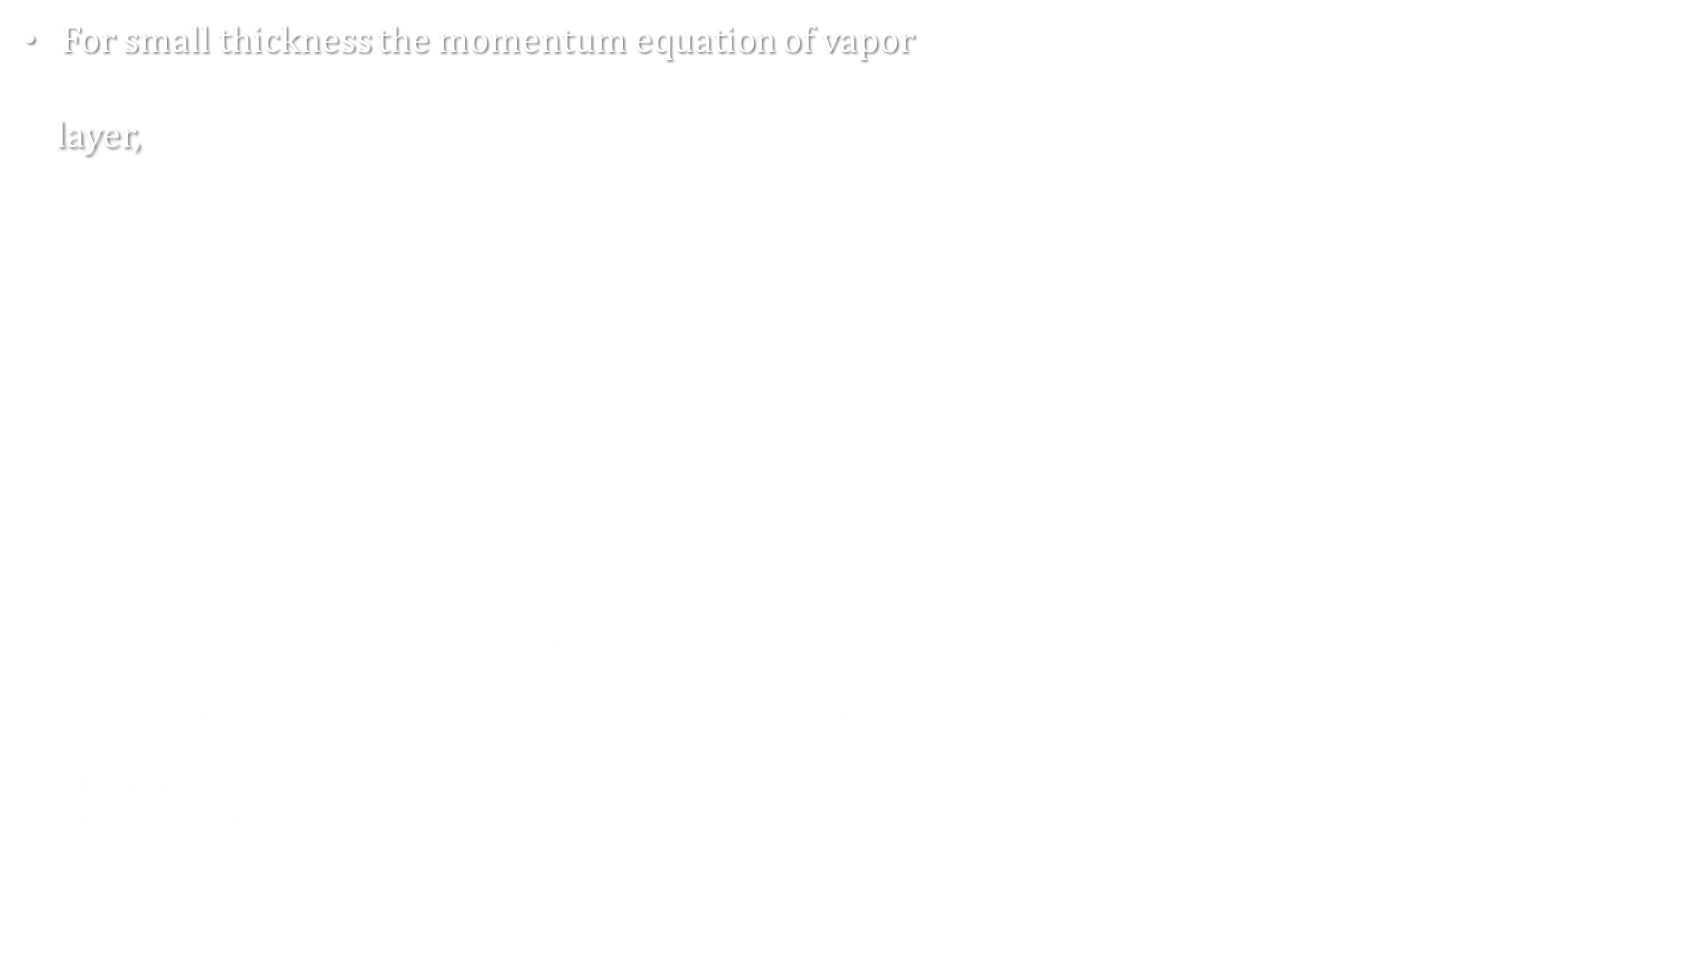 • For small thickness the momentum equation of vapor
layer,